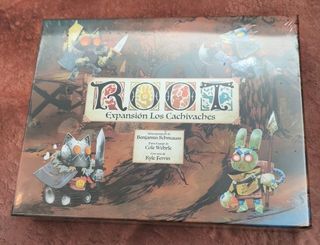 ROOT
Expansión Los Cachivaches
Benjamin Schmauss
Cole Wehrle
Kyle Ferrin